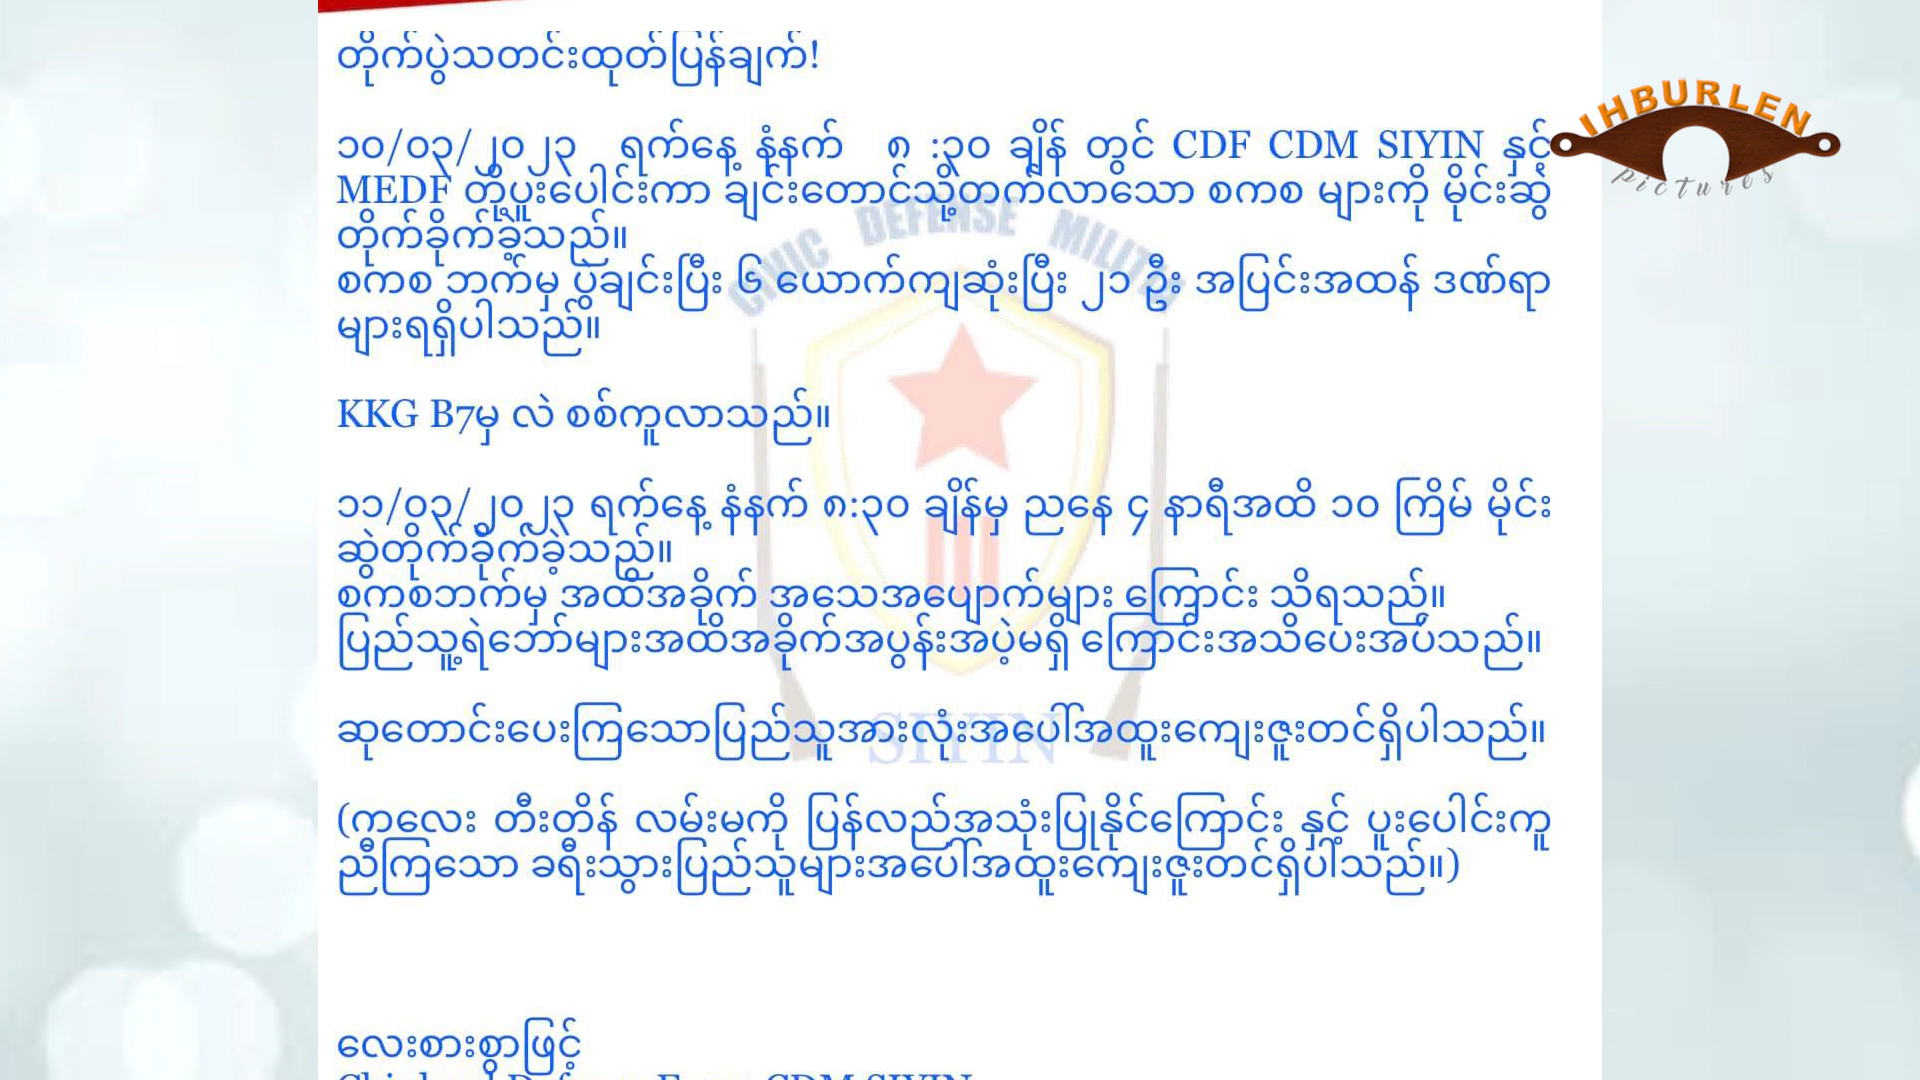 တိုက်ပွဲသတင်းထုတ်ပြန်ချက်!
၁၀/၀၃/၂၀၂၃ ရက်နေ့ နံနက် ၈ :၃၀ ချိန် တွင် CDF CDM SIYIN နှင့်
MEDF တို့ပူးပေါင်းကာ ချင်းတောင်သို့တက်လာသော စကစ များကို မိုင်းဆွဲ
တိုက်ခိုက်ခဲ့သည်။
စကစ ဘက်မှ ပွဲချင်းပြီး ၆ ယောက်ကျဆုံးပြီး ၂၁ ဦး အပြင်းအထန် ဒဏ်ရာ
များရရှိပါသည်။
KKG B7မှ လဲ စစ်ကူလာသည်။
၁၁/၀၃/၂၀၂၃ ရက်နေ့ နံနက် ၈:၃၀ ချိန်မှ ညနေ ၄ နာရီအထိ ၁၀ ကြိမ် မိုင်း
ဆွဲတိုက်ခိုက်ခဲ့သည်။
စကစဘက်မှ အထိအခိုက် အသေအပျောက်များ ကြောင်း သိရသည်။
ပြည်သူ့ရဲဘော်များအထိအခိုက်အပွန်းအပဲ့မရှိ ကြောင်းအသိပေးအပ်သည်။
ဆုတောင်းပေးကြသောပြည်သူအားလုံးအပေါ်အထူးကျေးဇူးတင်ရှိပါသည်။
(ကလေး တီးတိန် လမ်းမကို ပြန်လည်အသုံးပြုနိုင်ကြောင်း နှင့် ပူးပေါင်းကူ
ညီကြသော ခရီးသွားပြည်သူများအပေါ်အထူးကျေးဇူးတင်ရှိပါသည်။)
လေးစားစွာဖြင့်
CIVIC DEFENSE MILITIA
SIYIN
IHBURLEN
pictures